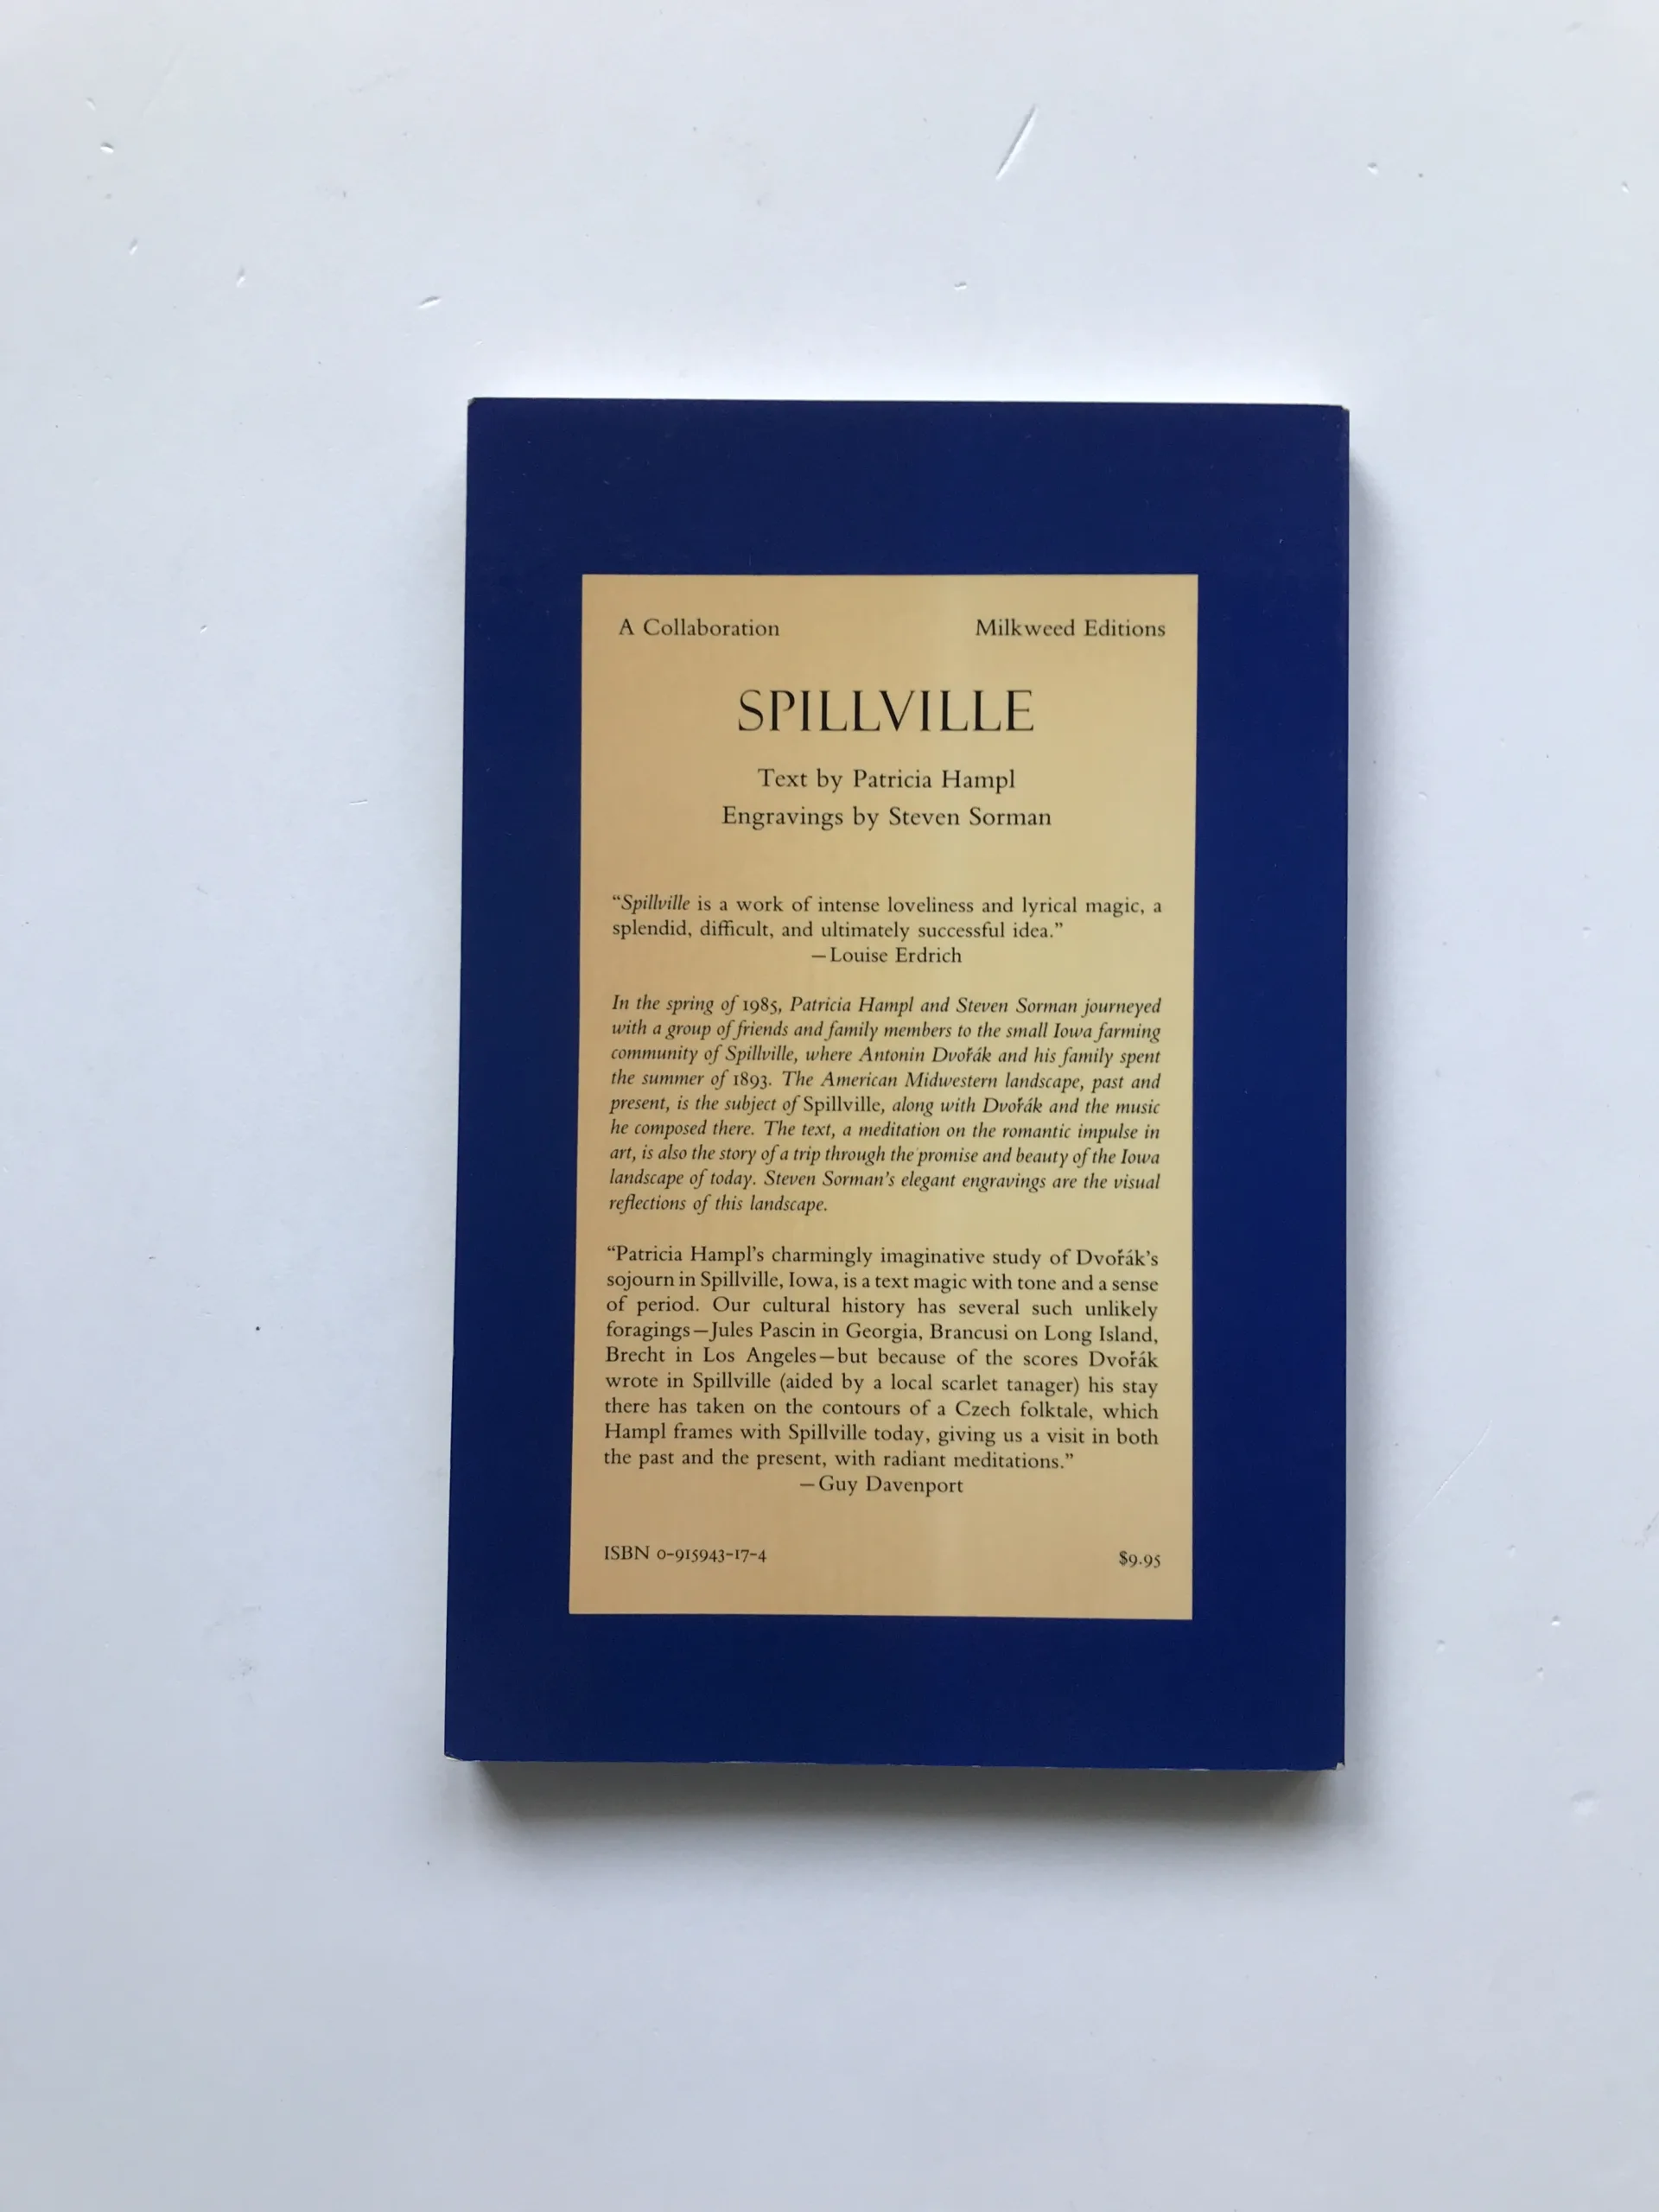 A Collaboration Milkweed Editions
SPILLVILLE
Text by Patricia Hampl
Engravings by Steven Sorman
“Spillville is a work of intense loveliness and lyrical magic, a
splendid, difficult, and ultimately successful idea.”
—Louise Erdrich
In the spring of 1985, Patricia Hampl and Steven Sorman journeyed
with a group of friends and family members to the small Iowa farming
community of Spillville, where Antonin Dvořák and his family spent
the summer of 1893. The American Midwestern landscape, past and
present, is the subject of Spillville, along with Dvořák and the music
he composed there. The text, a meditation on the romantic impulse in
art, is also the story of a trip through the promise and beauty of the Iowa
landscape of today. Steven Sorman’s elegant engravings are the visual
reflections of this landscape.
“Patricia Hampl’s charmingly imaginative study of Dvořák’s
sojourn in Spillville, Iowa, is a text magic with tone and a sense
of period. Our cultural history has several such unlikely
foragings—Jules Pascin in Georgia, Brancusi on Long Island,
Brecht in Los Angeles—but because of the scores Dvořák
wrote in Spillville (aided by a local scarlet tanager) his stay
there has taken on the contours of a Czech folktale, which
Hampl frames with Spillville today, giving us a visit in both
the past and the present, with radiant meditations.”
—Guy Davenport
ISBN 0-915943-17-4 $9.95